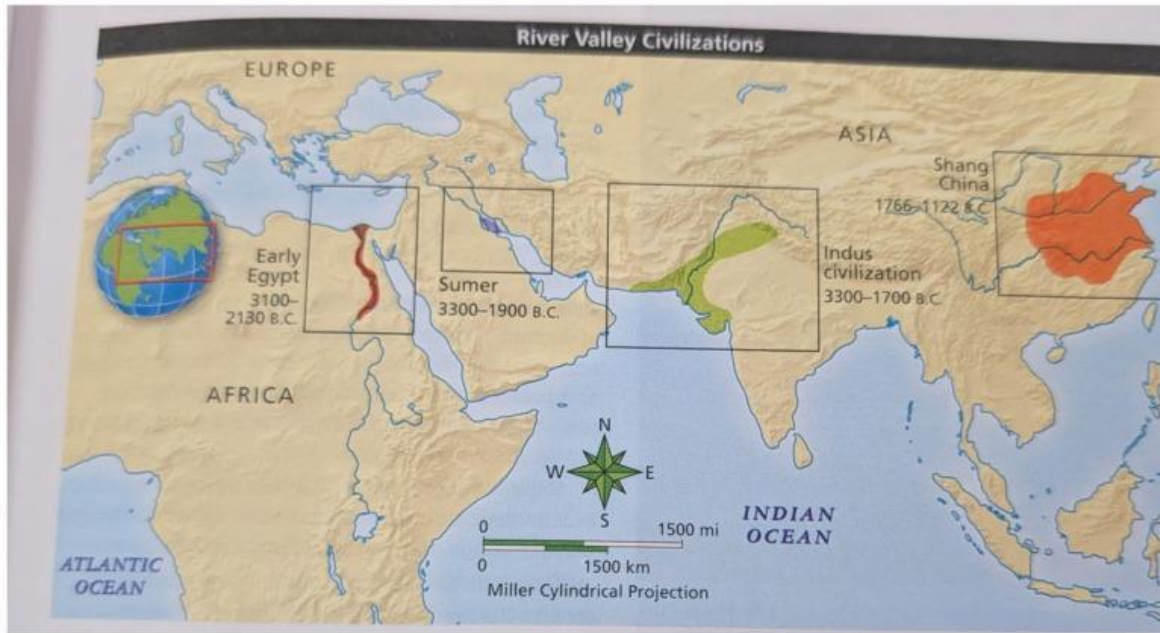 River Valley Civilizations
EUROPE
ASIA
Shang
China
1766–1122 B.C.
Early
Egypt
3100–
2130 B.C.
Sumer
3300–1900 B.C.
Indus
civilization
3300–1700 B.C.
AFRICA
N
W E
S
0 1500 mi
0 1500 km
Miller Cylindrical Projection
INDIAN
OCEAN
ATLANTIC
OCEAN